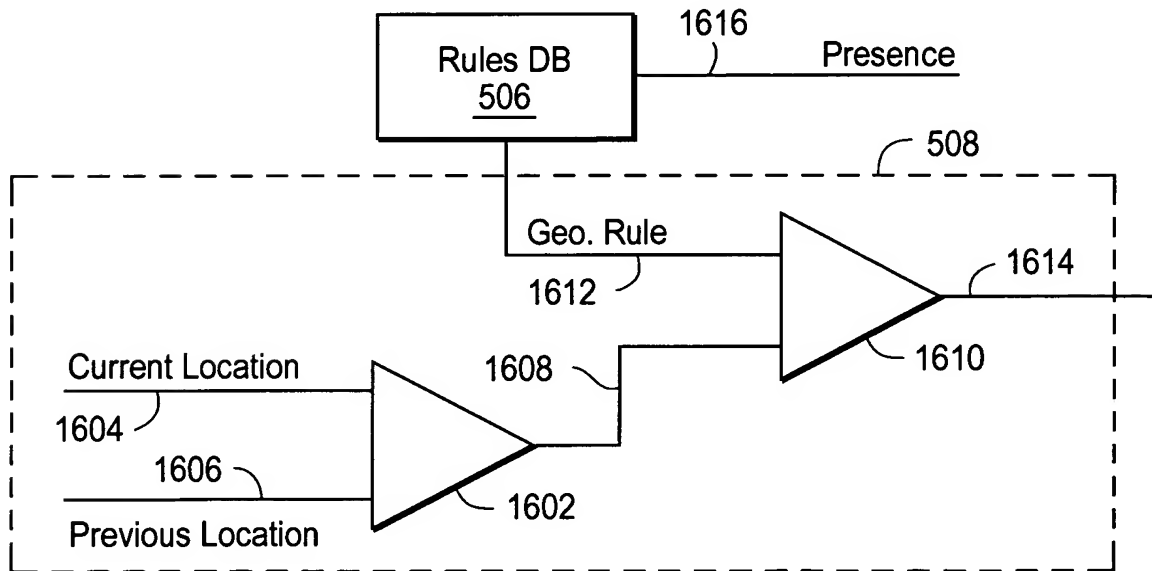 1616
Rules DB
Presence
506
508
Geo. Rule
1614
1612
Current Location
1608
1610
1604
1606
1602
Previous Location